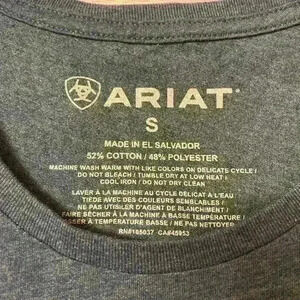 ARIAT
S
MADE IN EL SALVADOR
52% COTTON / 48% POLYESTER
MACHINE WASH WARM WITH LIKE COLORS ON DELICATE CYCLE /
DO NOT BLEACH / TUMBLE DRY AT LOW HEAT /
COOL IRON / DO NOT DRY CLEAN
LAVER À LA MACHINE AU CYCLE DÉLICAT À L'EAU
TIÈDE AVEC DES COULEURS SEMBLABLES /
NE PAS UTILISER D'AGENT DE BLANCHIMENT /
FAIRE SÉCHER À LA MACHINE À BASSE TEMPÉRATURE /
À BASSE TEMPÉRATURE / NE PAS NETTOYER
RN#105037 CA#45953